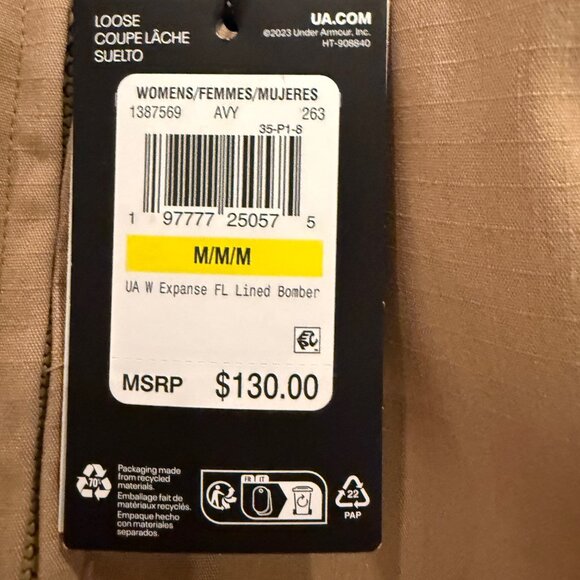 LOOSE
COUPE LÂCHE
SUELTO
UA.COM
©2023 Under Armour, Inc.
HT-908640
WOMENS/FEMMES/MUJERES
1387569 AVY 263
35-P1-8
1 97777 25057 5
M/M/M
UA W Expanse FL Lined Bomber
MSRP $130.00
70%
Packaging made
from recycled
materials.
Emballage fait de
matériaux recyclés.
Empaque hecho
con materiales
separados.
FR IT
22
PAP